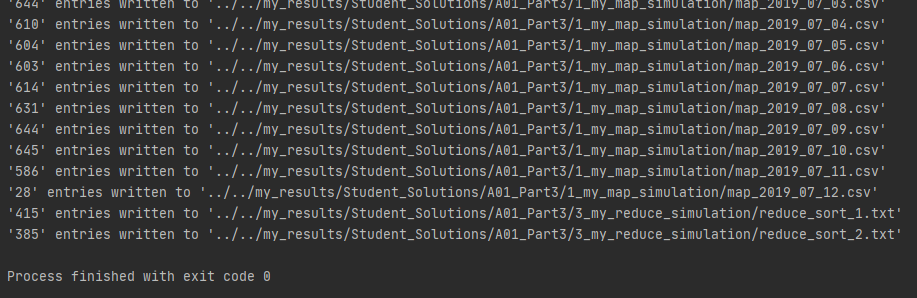 '644' entries written to '../../my_results/Student_Solutions/A01_Part3/1_my_map_simulation/map_2019_07_03.csv'
'610' entries written to '../../my_results/Student_Solutions/A01_Part3/1_my_map_simulation/map_2019_07_04.csv'
'604' entries written to '../../my_results/Student_Solutions/A01_Part3/1_my_map_simulation/map_2019_07_05.csv'
'603' entries written to '../../my_results/Student_Solutions/A01_Part3/1_my_map_simulation/map_2019_07_06.csv'
'614' entries written to '../../my_results/Student_Solutions/A01_Part3/1_my_map_simulation/map_2019_07_07.csv'
'631' entries written to '../../my_results/Student_Solutions/A01_Part3/1_my_map_simulation/map_2019_07_08.csv'
'644' entries written to '../../my_results/Student_Solutions/A01_Part3/1_my_map_simulation/map_2019_07_09.csv'
'645' entries written to '../../my_results/Student_Solutions/A01_Part3/1_my_map_simulation/map_2019_07_10.csv'
'586' entries written to '../../my_results/Student_Solutions/A01_Part3/1_my_map_simulation/map_2019_07_11.csv'
'28' entries written to '../../my_results/Student_Solutions/A01_Part3/1_my_map_simulation/map_2019_07_12.csv'
'415' entries written to '../../my_results/Student_Solutions/A01_Part3/3_my_reduce_simulation/reduce_sort_1.txt'
'385' entries written to '../../my_results/Student_Solutions/A01_Part3/3_my_reduce_simulation/reduce_sort_2.txt'
Process finished with exit code 0